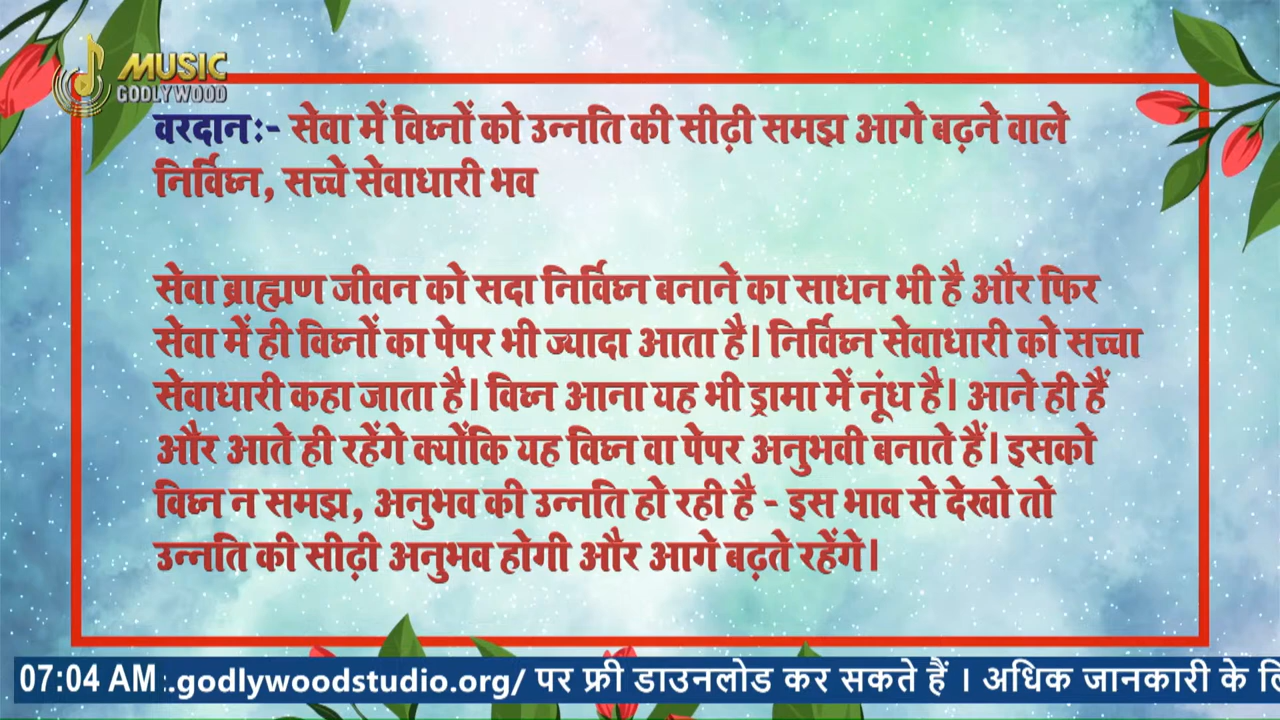 MUSIC
GODLYWOOD
वरदान:- सेवा में विघ्नों को उन्नति की सीढ़ी समझ आगे बढ़ने वाले
निर्विघ्न, सच्चे सेवाधारी भव
सेवा ब्राह्मण जीवन को सदा निर्विघ्न बनाने का साधन भी है और फिर
सेवा में ही विघ्नों का पेपर भी ज्यादा आता है। निर्विघ्न सेवाधारी को सच्चा
सेवाधारी कहा जाता है। विघ्न आना यह भी ड्रामा में नूंध है। आने ही हैं
और आते ही रहेंगे क्योंकि यह विघ्न वा पेपर अनुभवी बनाते हैं। इसको
विघ्न न समझ, अनुभव की उन्नति हो रही है - इस भाव से देखो तो
उन्नति की सीढ़ी अनुभव होगी और आगे बढ़ते रहेंगे।
07:04 AM .godlywoodstudio.org/ पर फ्री डाउनलोड कर सकते हैं । अधिक जानकारी के